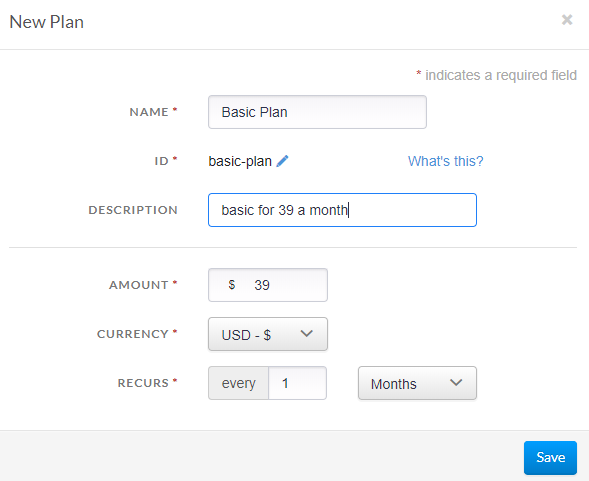 New Plan ×
* indicates a required field
NAME * Basic Plan
ID * basic-plan What's this?
DESCRIPTION basic for 39 a month
AMOUNT * $ 39
CURRENCY * USD - $
RECURS * every 1 Months
Save